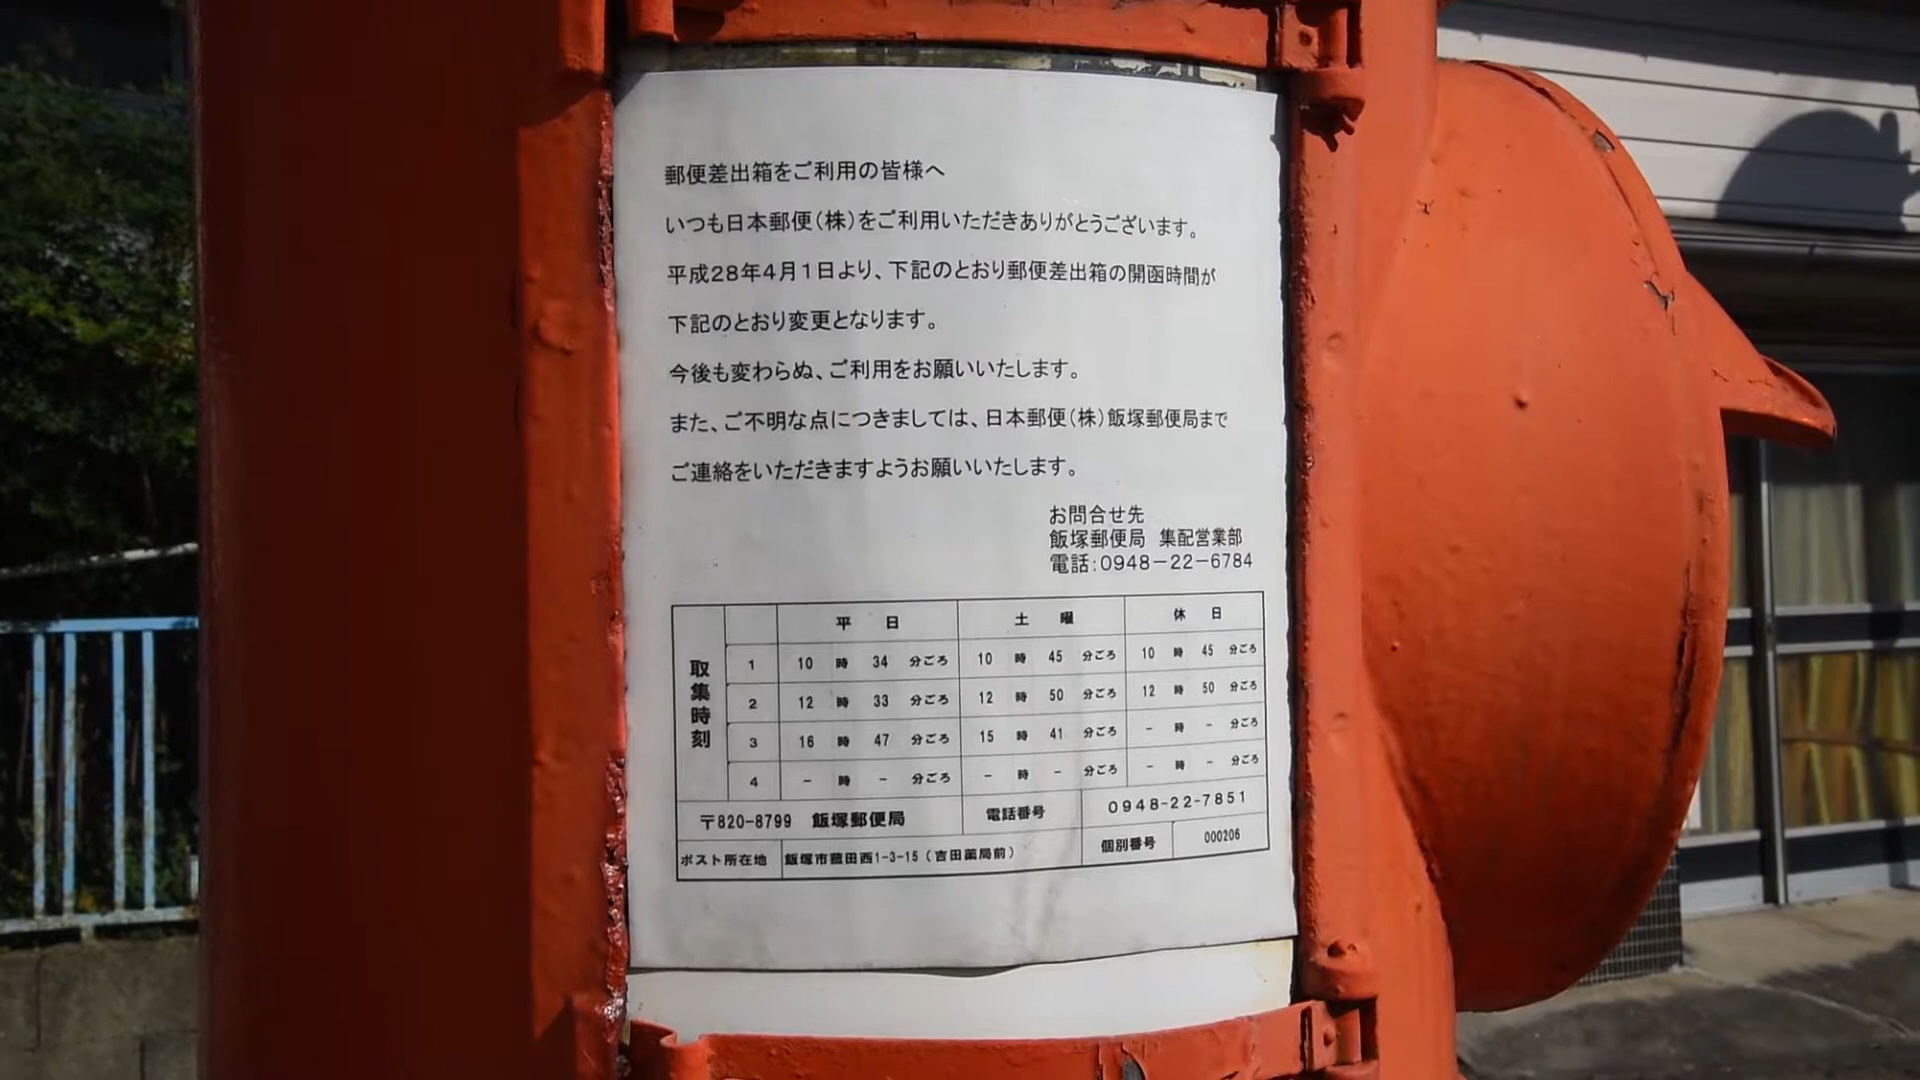 郵便差出箱をご利用の皆様へ
いつも日本郵便(株)をご利用いただきありがとうございます。
平成28年4月1日より、下記のとおり郵便差出箱の開函時間が
下記のとおり変更となります。
今後も変わらぬ、ご利用をお願いいたします。
また、ご不明な点につきましては、日本郵便(株)飯塚郵便局まで
ご連絡をいただきますようお願いいたします。
お問合せ先
飯塚郵便局 集配営業部
電話:0948-22-6784
取集時刻
平日 土曜 休日
1 10 時 34 分ごろ 10 時 45 分ごろ 10 時 45 分ごろ
2 12 時 33 分ごろ 12 時 50 分ごろ 12 時 50 分ごろ
3 16 時 47 分ごろ 15 時 41 分ごろ - 時 - 分ごろ
4 - 時 - 分ごろ - 時 - 分ごろ - 時 - 分ごろ
〒820-8799 飯塚郵便局 電話番号 0948-22-7851
ポスト所在地 飯塚市菰田西1-3-15(吉田薬局前) 個別番号 000206